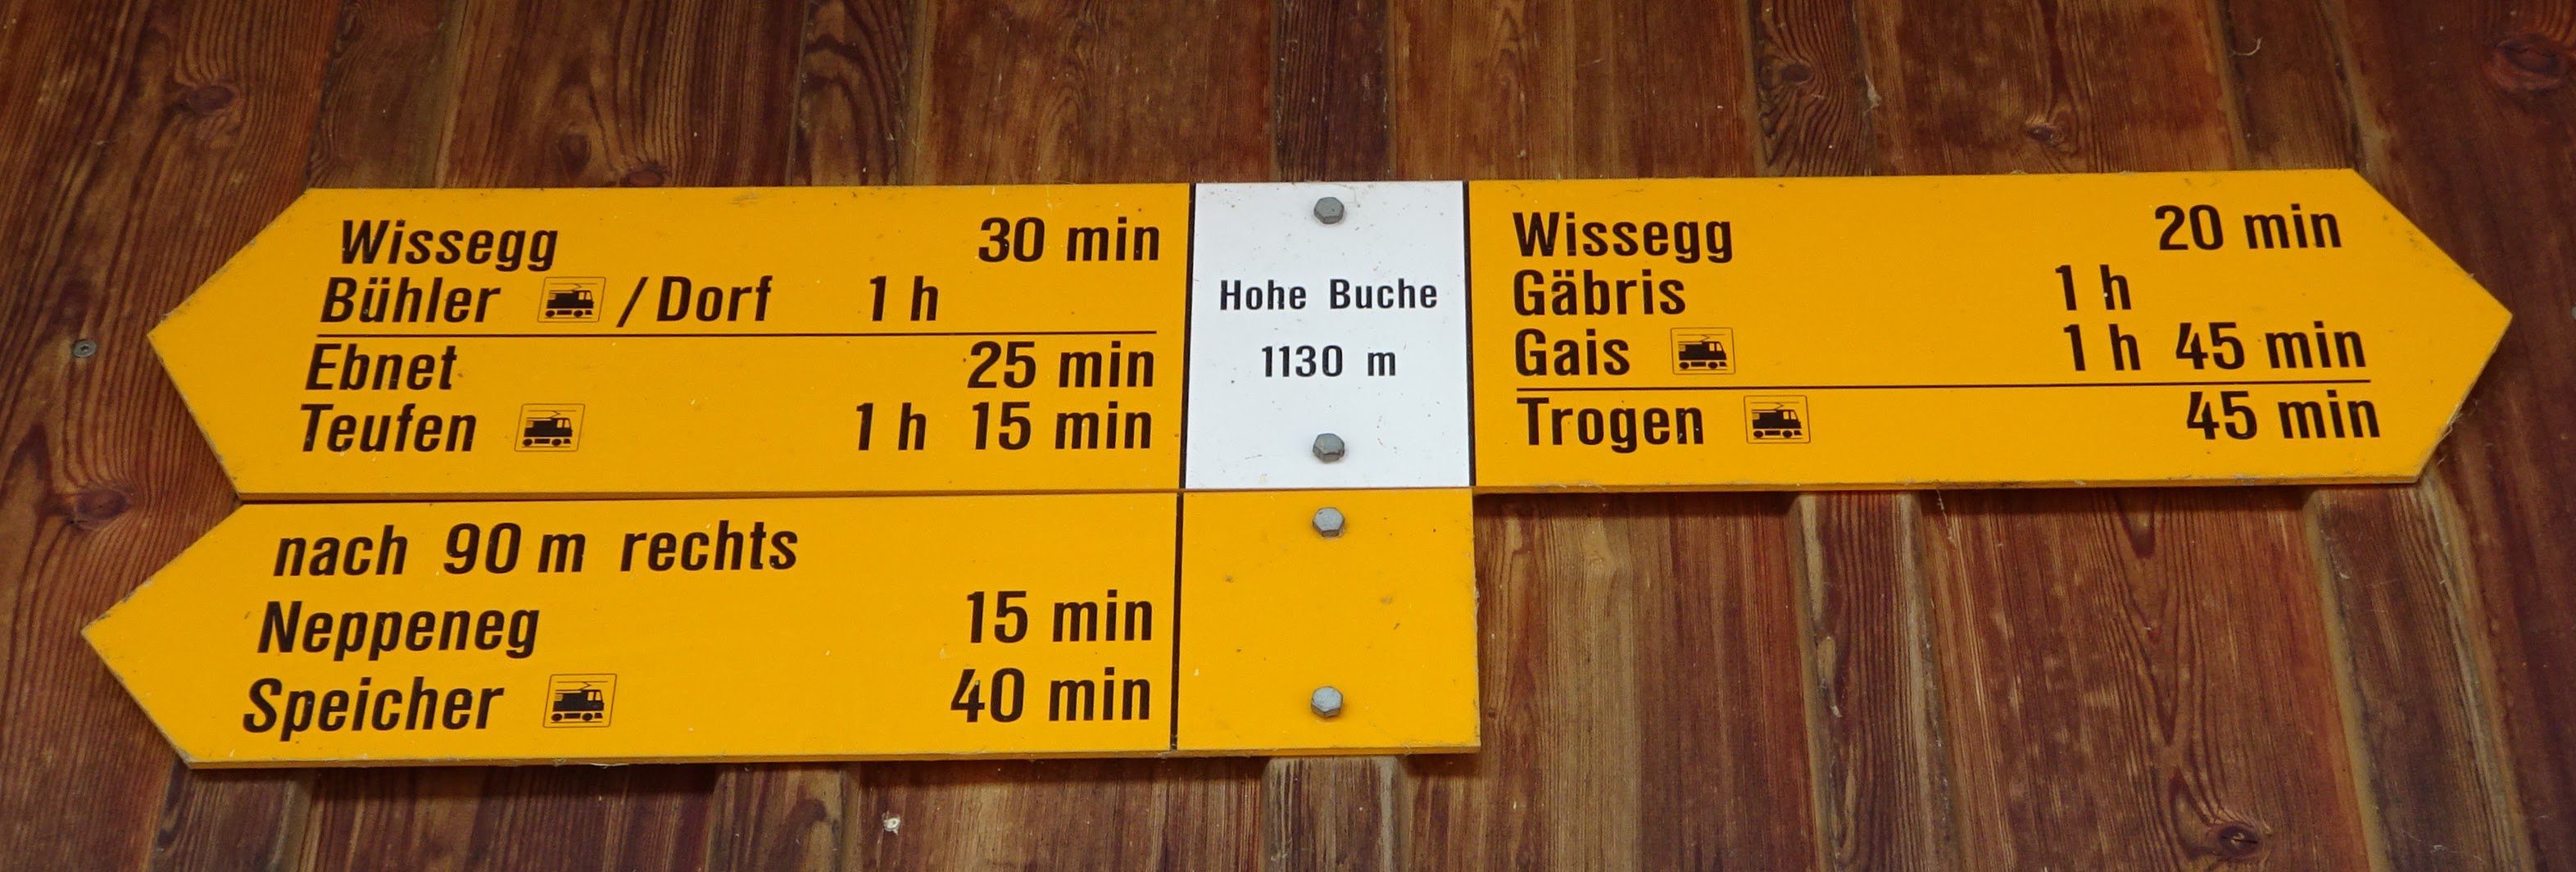 Wissegg 30 min
Bühler / Dorf 1 h
Ebnet 25 min
Teufen 1 h 15 min
Hohe Buche
1130 m
Wissegg 20 min
Gäbris 1 h
Gais 1 h 45 min
Trogen 45 min
nach 90 m rechts
Neppeneg 15 min
Speicher 40 min